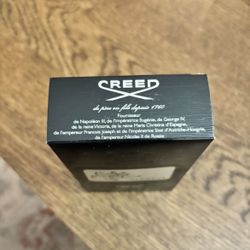 CREED
de père en fils depuis 1760
Fournisseur
de Napoléon III, de l'impératrice Eugénie, de George IV,
de la reine Victoria, de la reine Maria Christina d'Espagne,
de l'empereur François Joseph et de l'impératrice Sissi d'Autriche-Hongrie,
de l'empereur Nicolas II de Russie